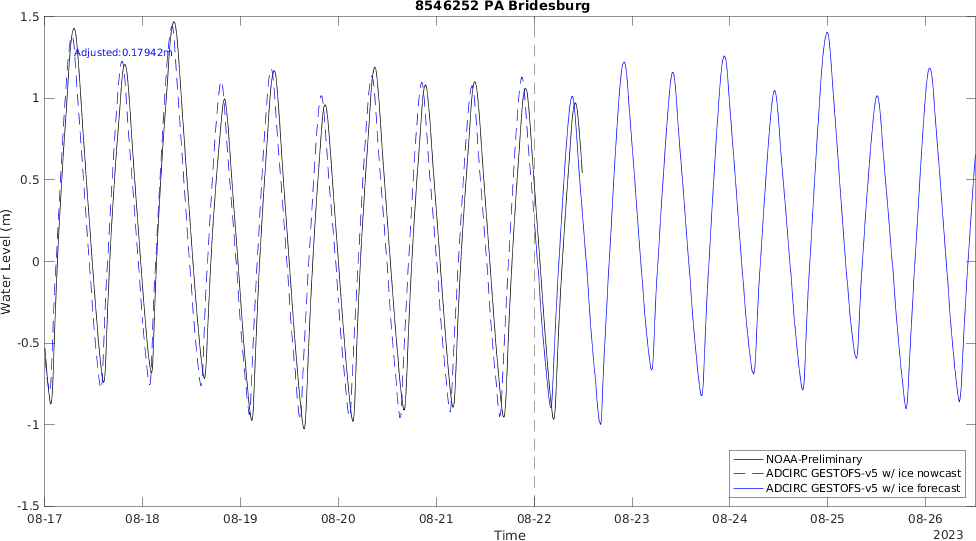 8546252 PA Bridesburg
Adjusted:0.17942m
Water Level (m)
1.5
1
0.5
0
-0.5
-1
-1.5
NOAA-Preliminary
ADCIRC GESTOFS-v5 w/ ice nowcast
ADCIRC GESTOFS-v5 w/ ice forecast
08-17 08-18 08-19 08-20 08-21 08-22 08-23 08-24 08-25 08-26
Time
2023